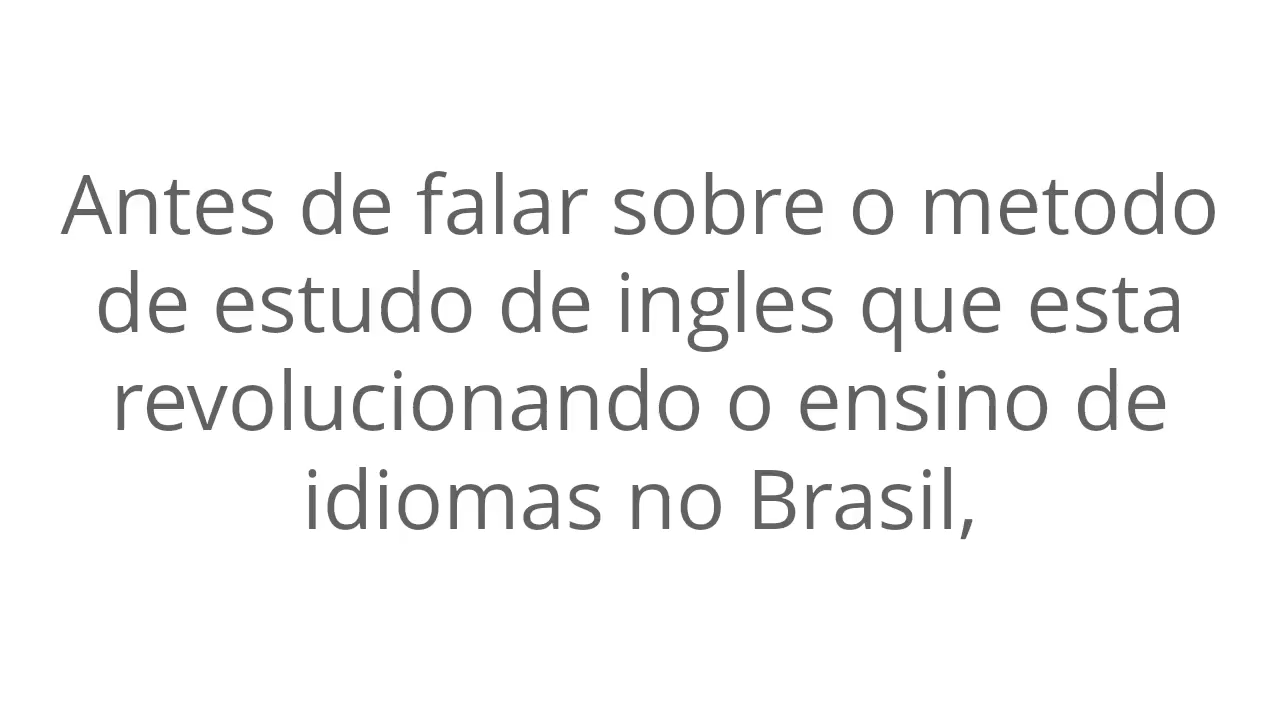 Antes de falar sobre o metodo
de estudo de ingles que esta
revolucionando o ensino de
idiomas no Brasil,